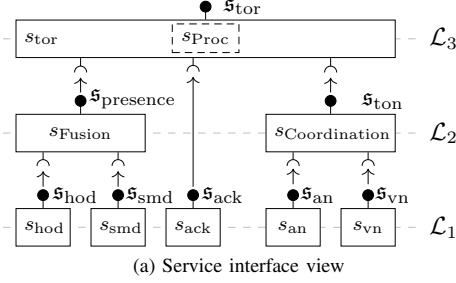 𝔰tor
stor sProc ℒ3
𝔰presence 𝔰ton
sFusion sCoordination ℒ2
𝔰hod 𝔰smd 𝔰ack 𝔰an 𝔰vn
shod ssmd sack san svn ℒ1
(a) Service interface view